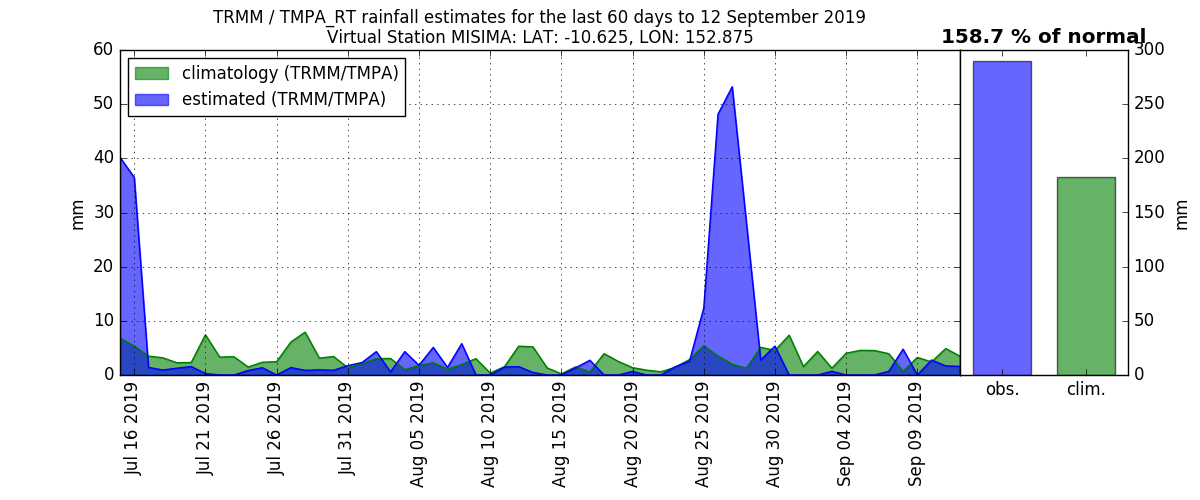 TRMM / TMPA_RT rainfall estimates for the last 60 days to 12 September 2019
Virtual Station MISIMA: LAT: -10.625, LON: 152.875
158.7 % of normal
climatology (TRMM/TMPA)
estimated (TRMM/TMPA)
60
50
40
30
20
10
0
mm
Jul 16 2019
Jul 21 2019
Jul 26 2019
Jul 31 2019
Aug 05 2019
Aug 10 2019
Aug 15 2019
Aug 20 2019
Aug 25 2019
Aug 30 2019
Sep 04 2019
Sep 09 2019
obs.
clim.
300
250
200
150
100
50
0
mm